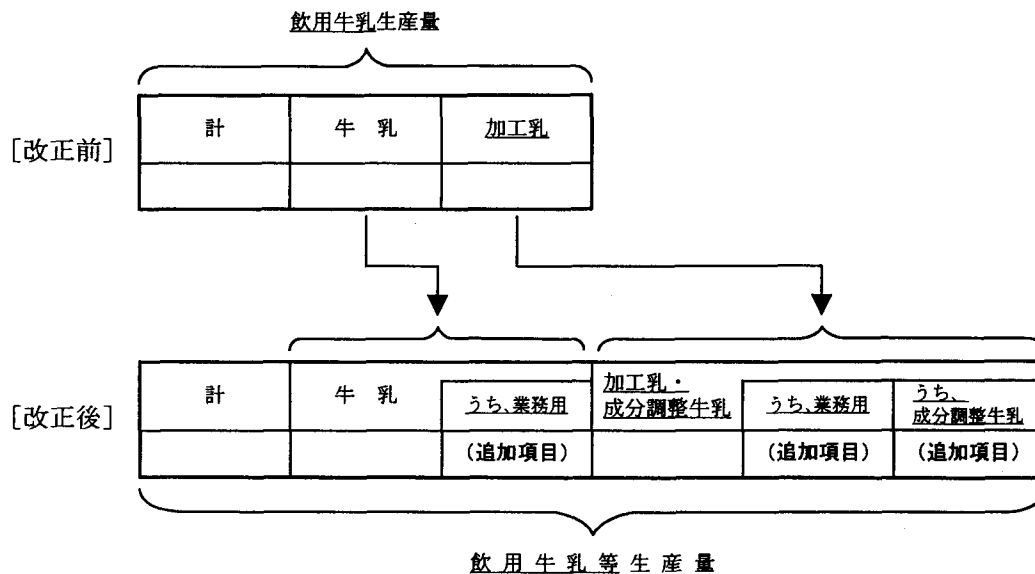 飲用牛乳生産量
[改正前]
計 牛 乳 加工乳
[改正後]
計 牛 乳 うち、業務用 加工乳・
成分調整牛乳 うち、業務用 うち、
成分調整牛乳
(追加項目) (追加項目) (追加項目)
飲用牛乳等生産量